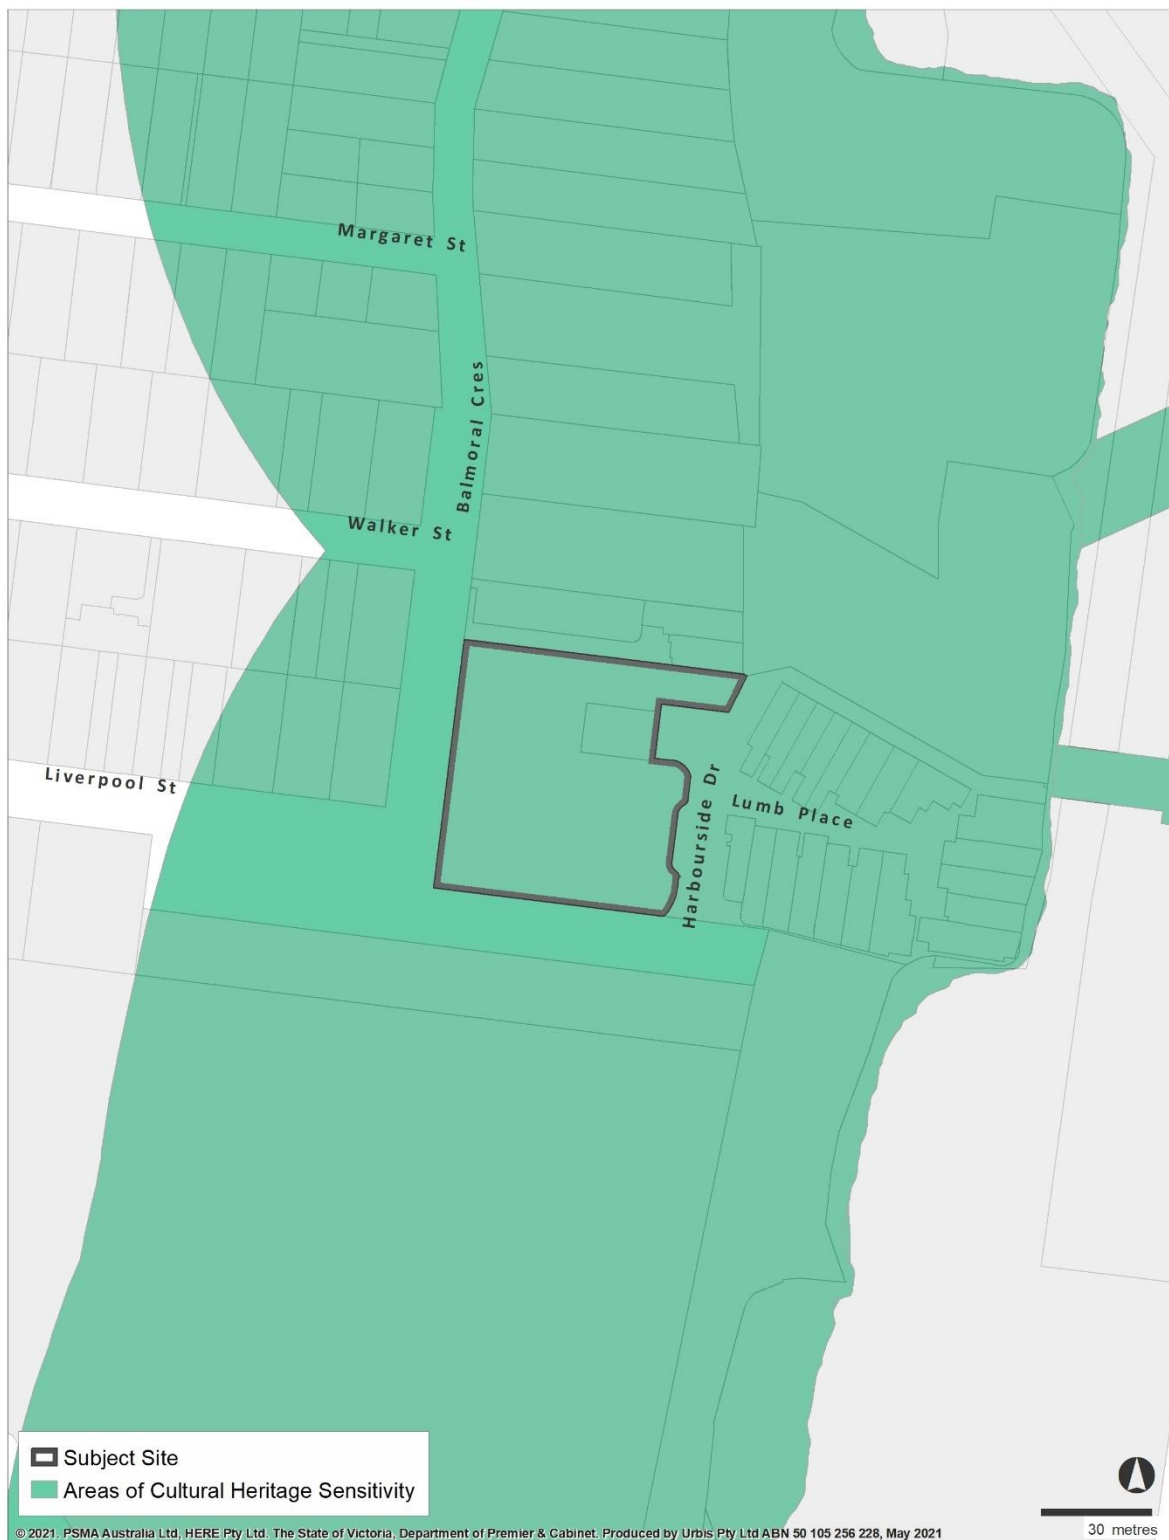 Margaret St
Balmoral Cres
Walker St
Liverpool St
Lumb Place
Harbourside Dr
Subject Site
Areas of Cultural Heritage Sensitivity
30 metres
© 2021. PSMA Australia Ltd, HERE Pty Ltd. The State of Victoria, Department of Premier & Cabinet. Produced by Urbis Pty Ltd ABN 50 105 256 228, May 2021